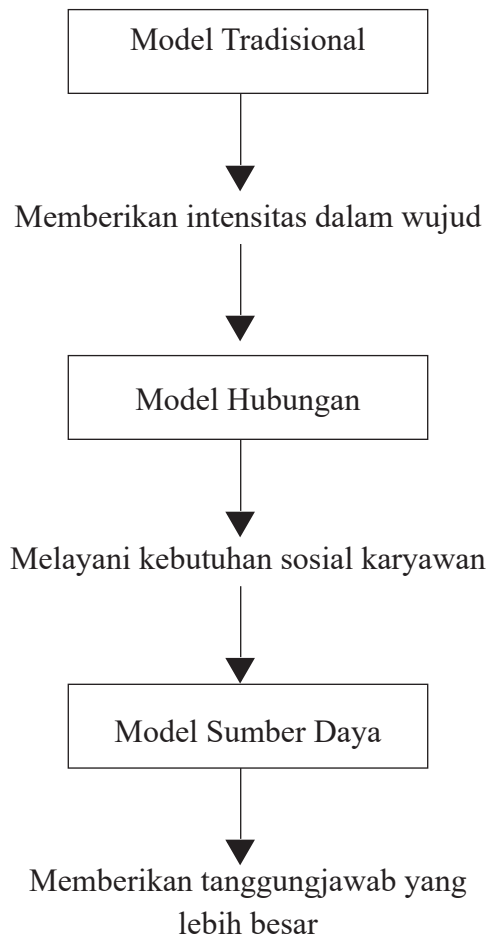 Model Tradisional
Memberikan intensitas dalam wujud
Model Hubungan
Melayani kebutuhan sosial karyawan
Model Sumber Daya
Memberikan tanggungjawab yang
lebih besar